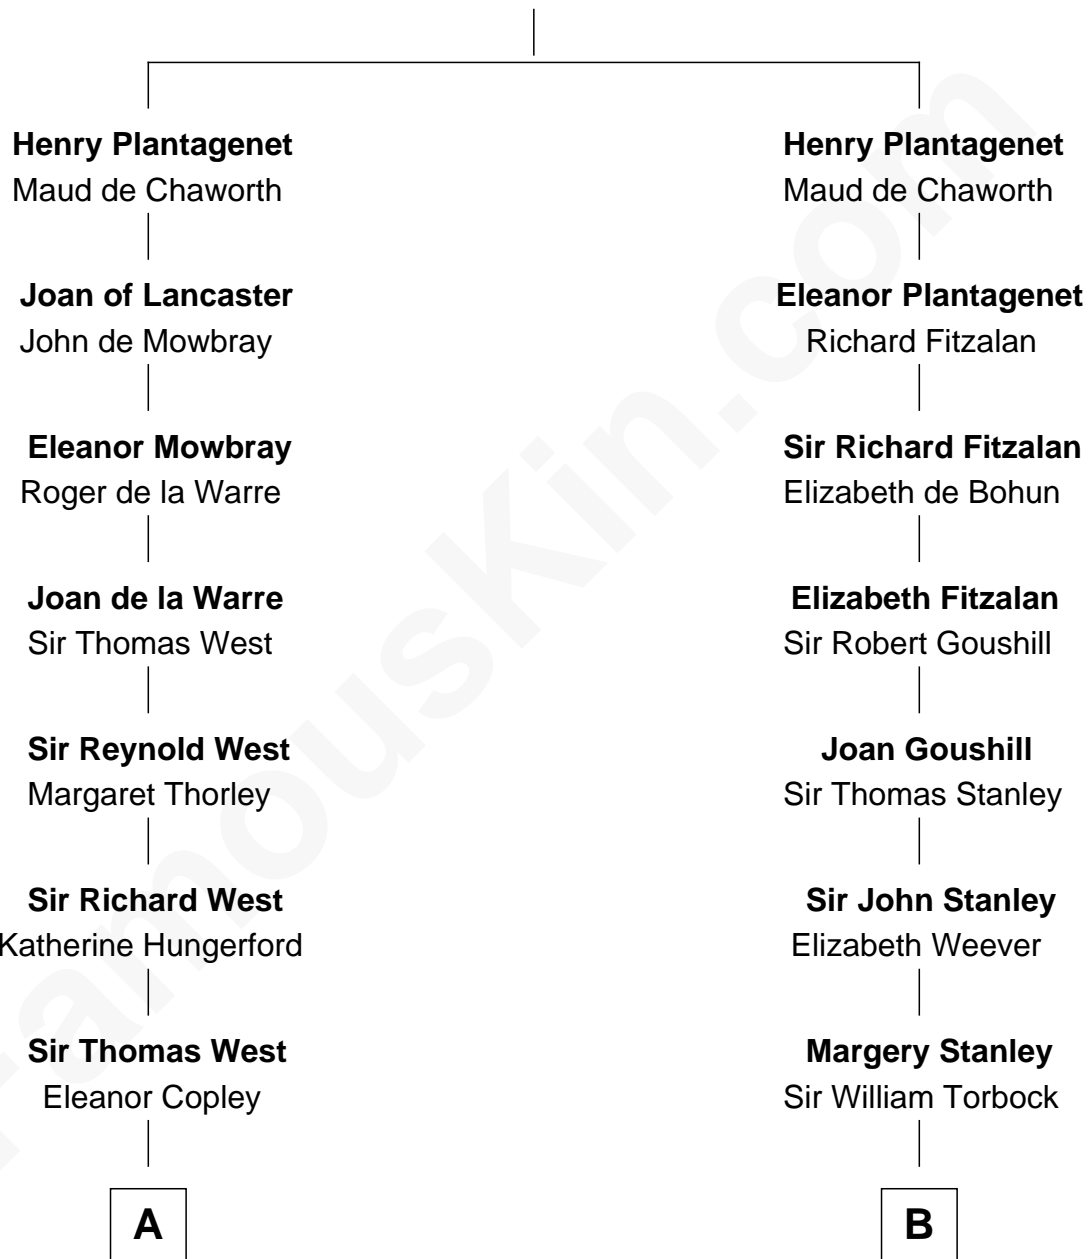 Henry Plantagenet
Maud de Chaworth
Joan of Lancaster
John de Mowbray
Eleanor Mowbray
Roger de la Warre
Joan de la Warre
Sir Thomas West
Sir Reynold West
Margaret Thorley
Sir Richard West
Katherine Hungerford
Sir Thomas West
Eleanor Copley
A
Henry Plantagenet
Maud de Chaworth
Eleanor Plantagenet
Richard Fitzalan
Sir Richard Fitzalan
Elizabeth de Bohun
Elizabeth Fitzalan
Sir Robert Goushill
Joan Goushill
Sir Thomas Stanley
Sir John Stanley
Elizabeth Weever
Margery Stanley
Sir William Torbock
B
FamousKin.com